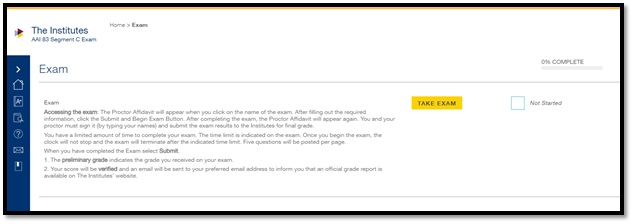 Home > Exam
The Institutes
AAI 83 Segment C Exam
Exam
0% COMPLETE
Exam
TAKE EXAM
Not Started
Accessing the exam. The Proctor Affidavit will appear when you click on the name of the exam. After filling out the required
information, click the Submit and Begin Exam Button. After completing the exam, the Proctor Affidavit will appear again. You and your
proctor must sign it (by typing your names) and submit the exam results to the Institutes for final grade.
You have a limited amount of time to complete your exam. The time limit is indicated on the exam. Once you begin the exam, the
clock will not stop and the exam will terminate after the indicated time limit. Five questions will be posted per page.
When you have completed the Exam select Submit.
1. The preliminary grade indicates the grade you received on your exam.
2. Your score will be verified and an email will be sent to your preferred email address to inform you that an official grade report is
available on The Institutes' website.